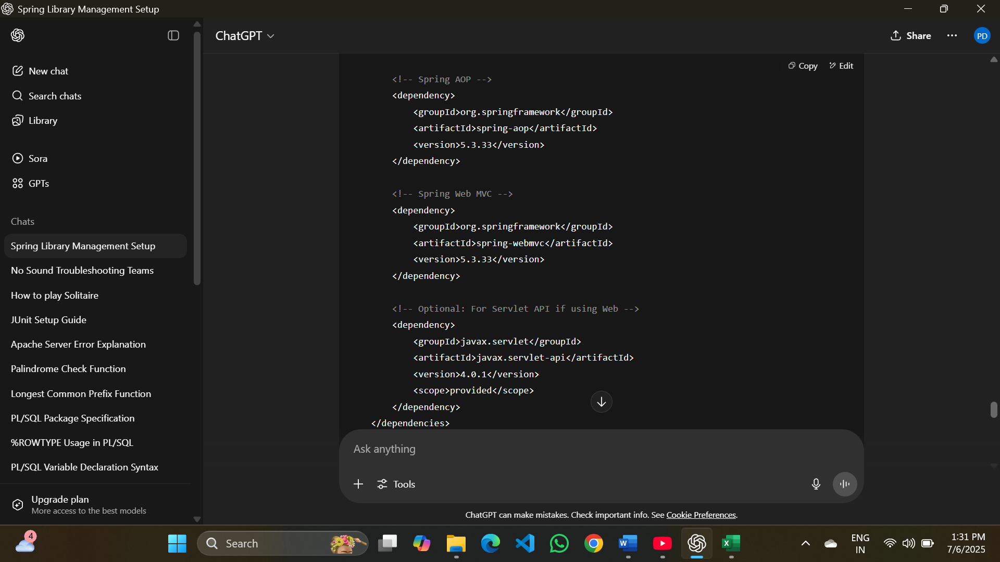 Spring Library Management Setup
New chat
Search chats
Library
Sora
GPTs
Chats
Spring Library Management Setup
No Sound Troubleshooting Teams
How to play Solitaire
JUnit Setup Guide
Apache Server Error Explanation
Palindrome Check Function
Longest Common Prefix Function
PL/SQL Package Specification
%ROWTYPE Usage in PL/SQL
PL/SQL Variable Declaration Syntax
Upgrade plan
More access to the best models
ChatGPT
Share
PD
Copy Edit
<!-- Spring AOP -->
<dependency>
<groupId>org.springframework</groupId>
<artifactId>spring-aop</artifactId>
<version>5.3.33</version>
</dependency>
<!-- Spring Web MVC -->
<dependency>
<groupId>org.springframework</groupId>
<artifactId>spring-webmvc</artifactId>
<version>5.3.33</version>
</dependency>
<!-- Optional: For Servlet API if using Web -->
<dependency>
<groupId>javax.servlet</groupId>
<artifactId>javax.servlet-api</artifactId>
<version>4.0.1</version>
<scope>provided</scope>
</dependency>
</dependencies>
Ask anything
Tools
ChatGPT can make mistakes. Check important info. See Cookie Preferences.
4
Search
ENG
IN
1:31 PM
7/6/2025